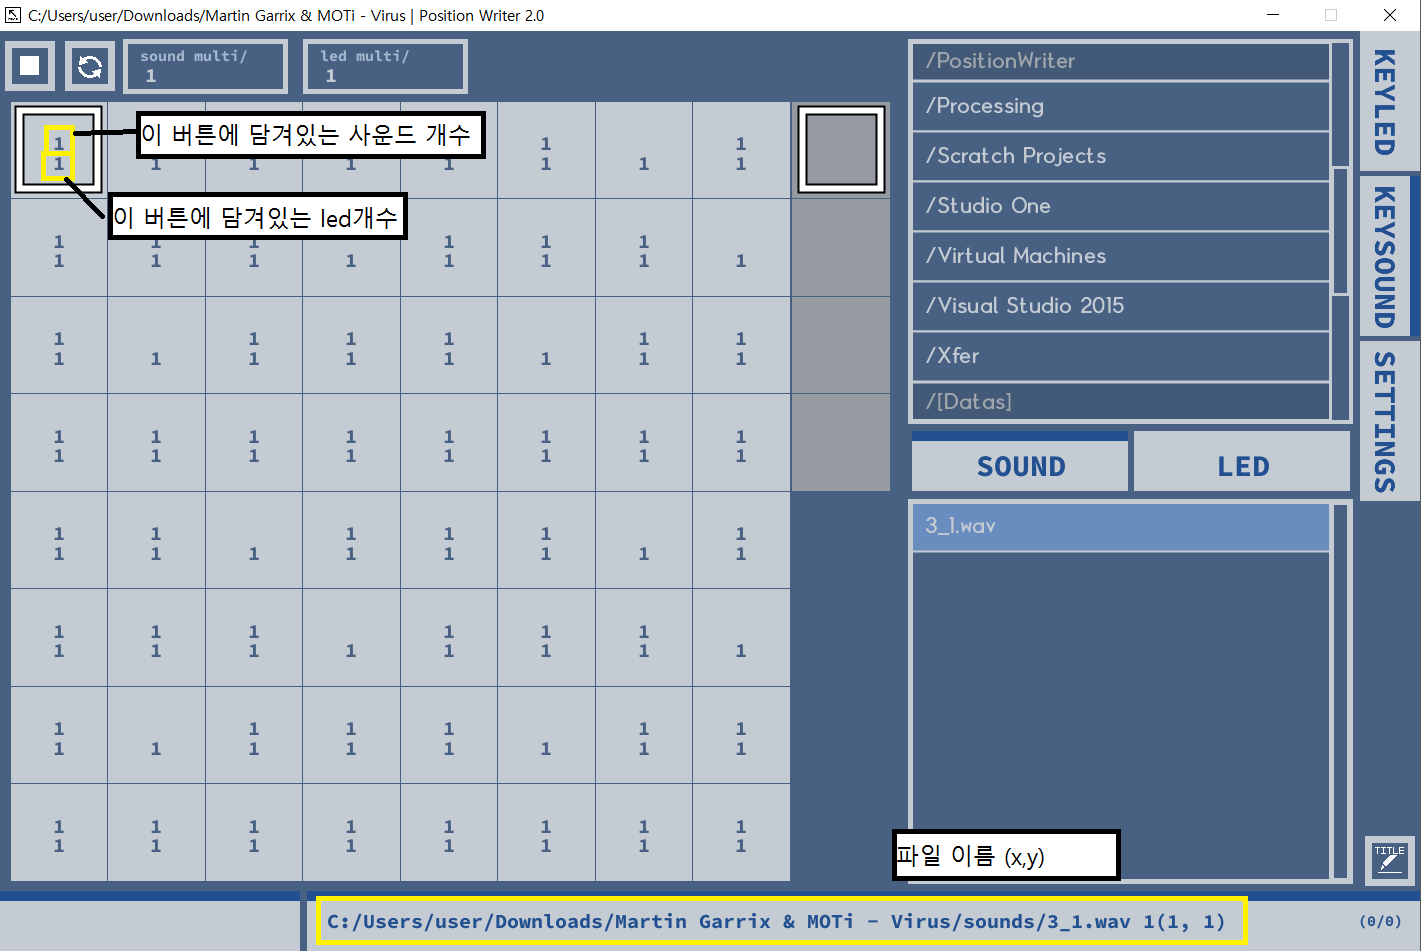 C:/Users/user/Downloads/Martin Garrix & MOTi - Virus | Position Writer 2.0
sound multi/
1
led multi/
1
이 버튼에 담겨있는 사운드 개수
이 버튼에 담겨있는 led개수
1 1 1
1 1 1 1 1 1 1 1
1 1 1 1 1 1
1 1 1 1 1 1 1 1
1 1 1 1 1 1
1 1 1 1 1 1 1 1
1 1 1 1 1 1 1 1
1 1 1 1 1 1 1 1
1 1 1 1 1 1
1 1 1 1 1 1 1 1
1 1 1 1 1 1
1 1 1 1 1 1 1 1
1 1 1 1 1 1
1 1 1 1 1 1 1 1
1 1 1 1 1 1 1 1
1 1 1 1 1 1 1 1
/PositionWriter
/Processing
/Scratch Projects
/Studio One
/Virtual Machines
/Visual Studio 2015
/Xfer
/[Datas]
SOUND
LED
3_1.wav
KEYLED
KEYSOUND
SETTINGS
파일 이름 (x,y)
TITLE
C:/Users/user/Downloads/Martin Garrix & MOTi - Virus/sounds/3_1.wav 1(1, 1)
(0/0)